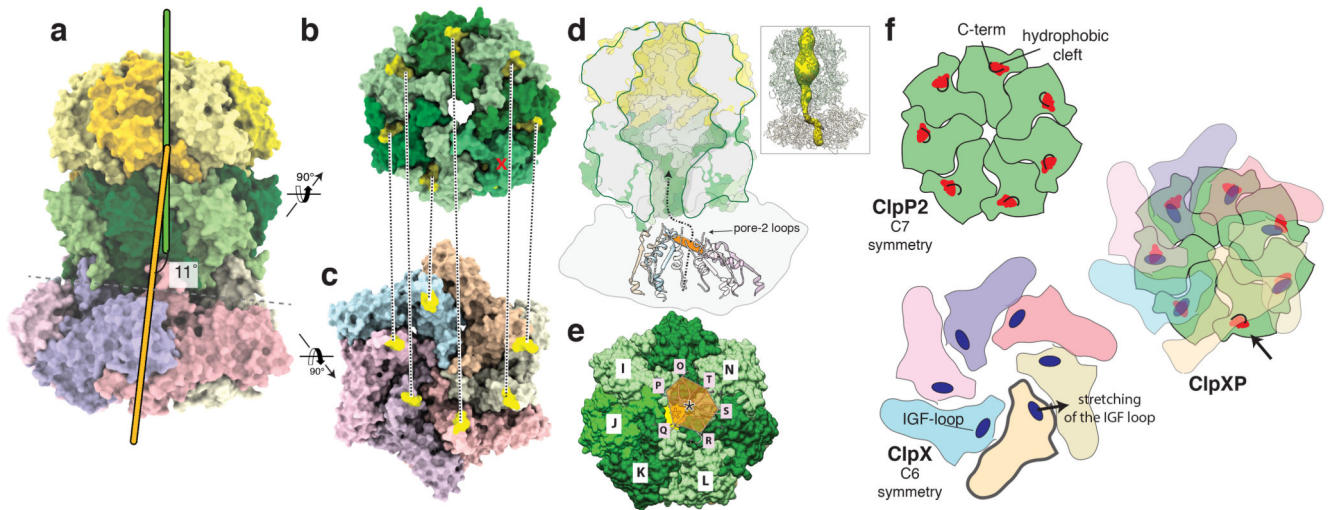 a
11°
90°
90°
b
X
c
d
pore-2 loops
e
I
O
T
N
P
S
J
Q
R
K
L
f
C-term
hydrophobic
cleft
ClpP2
C7
symmetry
IGF-loop
ClpX
C6
symmetry
stretching
of the IGF loop
ClpXP